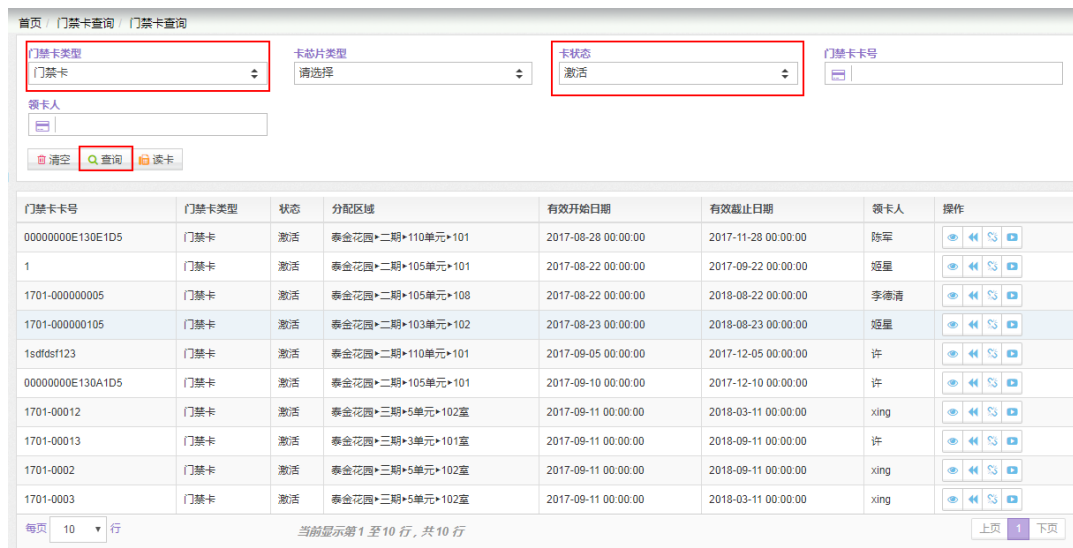 首页 / 门禁卡查询 / 门禁卡查询
门禁卡类型 卡芯片类型 卡状态 门禁卡卡号
门禁卡 请选择 激活
领卡人
清空 查询 读卡
门禁卡卡号 门禁卡类型 状态 分配区域 有效开始日期 有效截止日期 领卡人 操作
00000000E130E1D5 门禁卡 激活 泰金花园▸二期▸110单元▸101 2017-08-28 00:00:00 2017-11-28 00:00:00 陈军
1 门禁卡 激活 泰金花园▸二期▸105单元▸101 2017-08-22 00:00:00 2017-09-22 00:00:00 姬星
1701-000000005 门禁卡 激活 泰金花园▸二期▸105单元▸108 2017-08-22 00:00:00 2018-08-22 00:00:00 李德清
1701-000000105 门禁卡 激活 泰金花园▸二期▸103单元▸102 2017-08-23 00:00:00 2018-08-23 00:00:00 姬星
1sdfdsf123 门禁卡 激活 泰金花园▸二期▸110单元▸101 2017-09-05 00:00:00 2017-12-05 00:00:00 许
00000000E130A1D5 门禁卡 激活 泰金花园▸二期▸105单元▸101 2017-09-10 00:00:00 2017-12-10 00:00:00 许
1701-00012 门禁卡 激活 泰金花园▸三期▸5单元▸102室 2017-09-11 00:00:00 2018-03-11 00:00:00 xing
1701-00013 门禁卡 激活 泰金花园▸三期▸3单元▸101室 2017-09-11 00:00:00 2018-09-11 00:00:00 许
1701-0002 门禁卡 激活 泰金花园▸三期▸5单元▸102室 2017-09-11 00:00:00 2018-09-11 00:00:00 xing
1701-0003 门禁卡 激活 泰金花园▸三期▸5单元▸102室 2017-09-11 00:00:00 2018-03-11 00:00:00 xing
每页 10 行 当前显示第 1 至 10 行，共 10 行 上页 1 下页